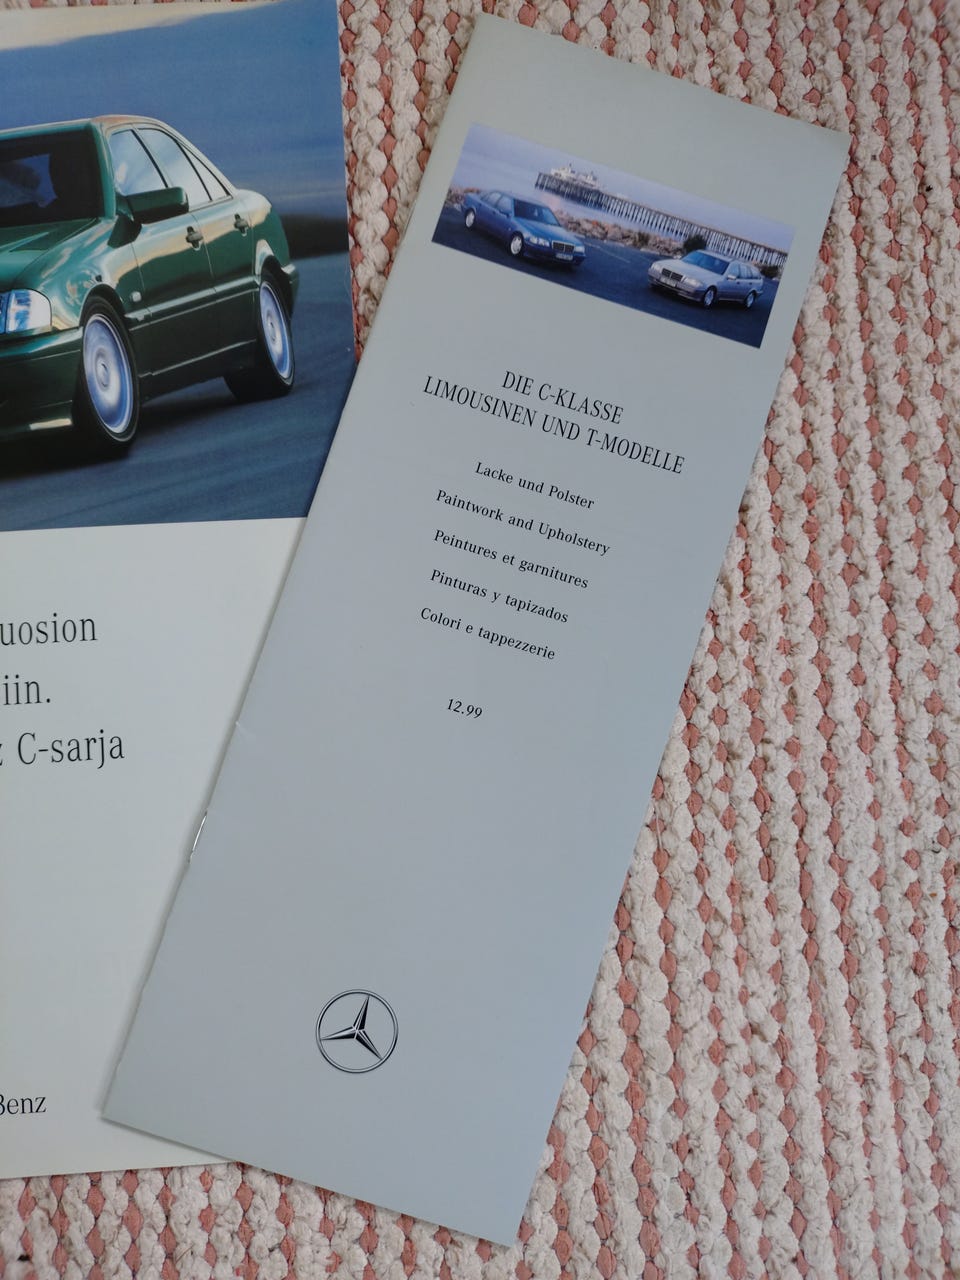 uosion
iin.
C-sarja
Benz
DIE C-KLASSE
LIMOUSINEN UND T-MODELLE
Lacke und Polster
Paintwork and Upholstery
Peintures et garnitures
Pinturas y tapizados
Colori e tappezzerie
12.99